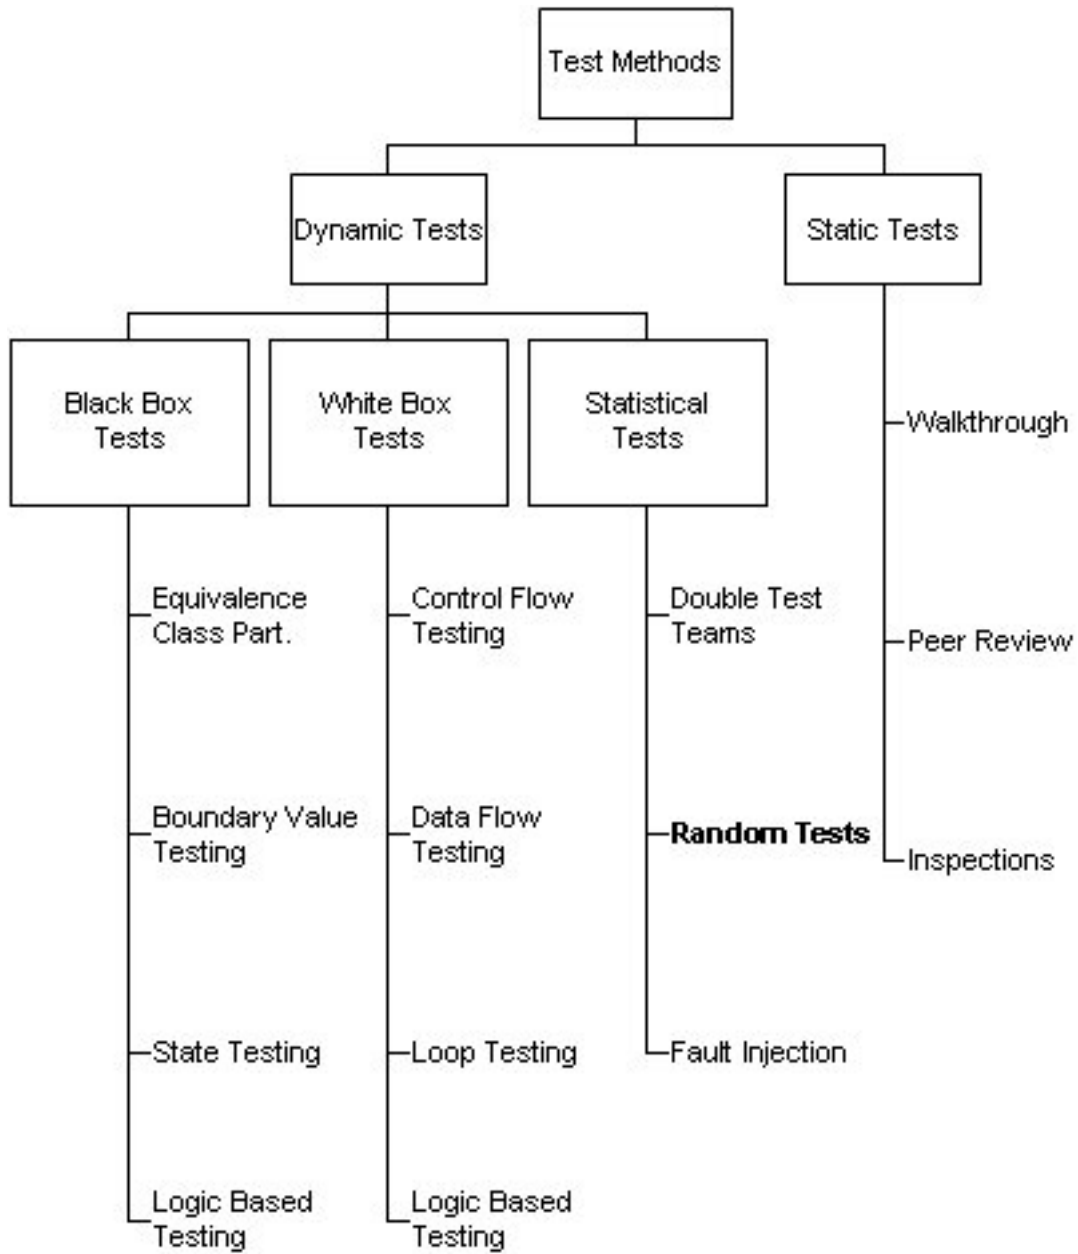 Test Methods
Dynamic Tests
Static Tests
Black Box
Tests
White Box
Tests
Statistical
Tests
Equivalence
Class Part.
Boundary Value
Testing
State Testing
Logic Based
Testing
Control Flow
Testing
Data Flow
Testing
Loop Testing
Logic Based
Testing
Double Test
Teams
Random Tests
Fault Injection
Walkthrough
Peer Review
Inspections